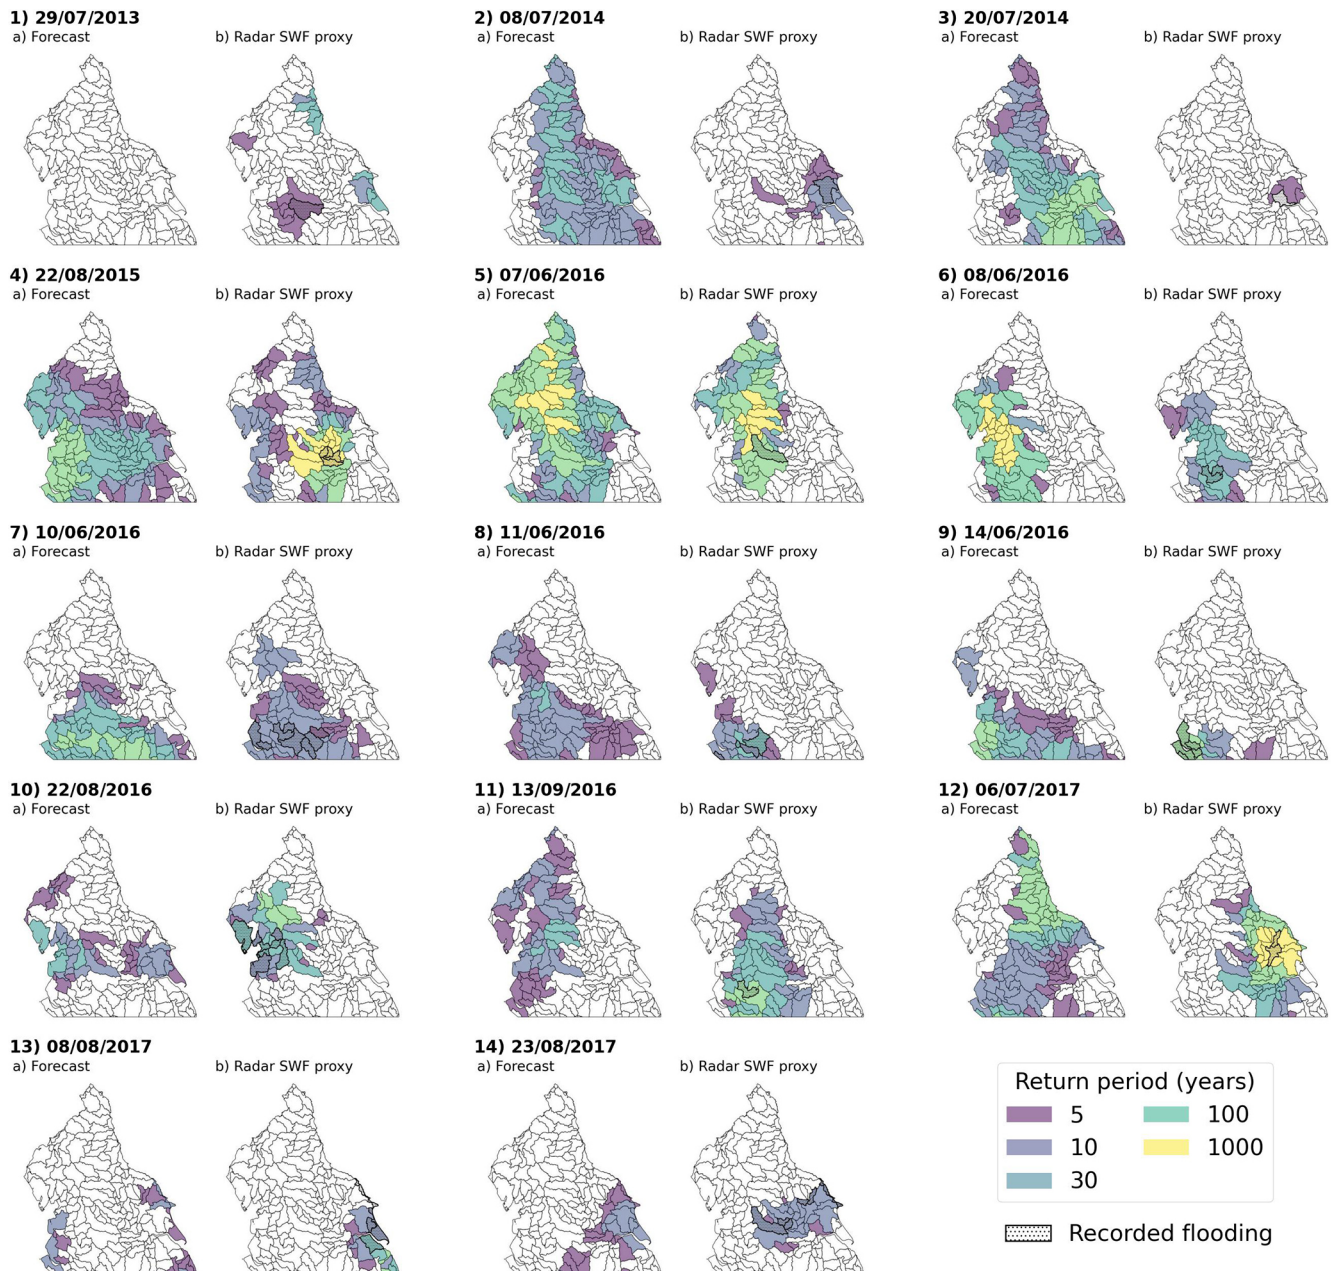 1) 29/07/2013
a) Forecast
b) Radar SWF proxy
2) 08/07/2014
a) Forecast
b) Radar SWF proxy
3) 20/07/2014
a) Forecast
b) Radar SWF proxy
4) 22/08/2015
a) Forecast
b) Radar SWF proxy
5) 07/06/2016
a) Forecast
b) Radar SWF proxy
6) 08/06/2016
a) Forecast
b) Radar SWF proxy
7) 10/06/2016
a) Forecast
b) Radar SWF proxy
8) 11/06/2016
a) Forecast
b) Radar SWF proxy
9) 14/06/2016
a) Forecast
b) Radar SWF proxy
10) 22/08/2016
a) Forecast
b) Radar SWF proxy
11) 13/09/2016
a) Forecast
b) Radar SWF proxy
12) 06/07/2017
a) Forecast
b) Radar SWF proxy
13) 08/08/2017
a) Forecast
b) Radar SWF proxy
14) 23/08/2017
a) Forecast
b) Radar SWF proxy
Return period (years)
5
10
30
100
1000
Recorded flooding